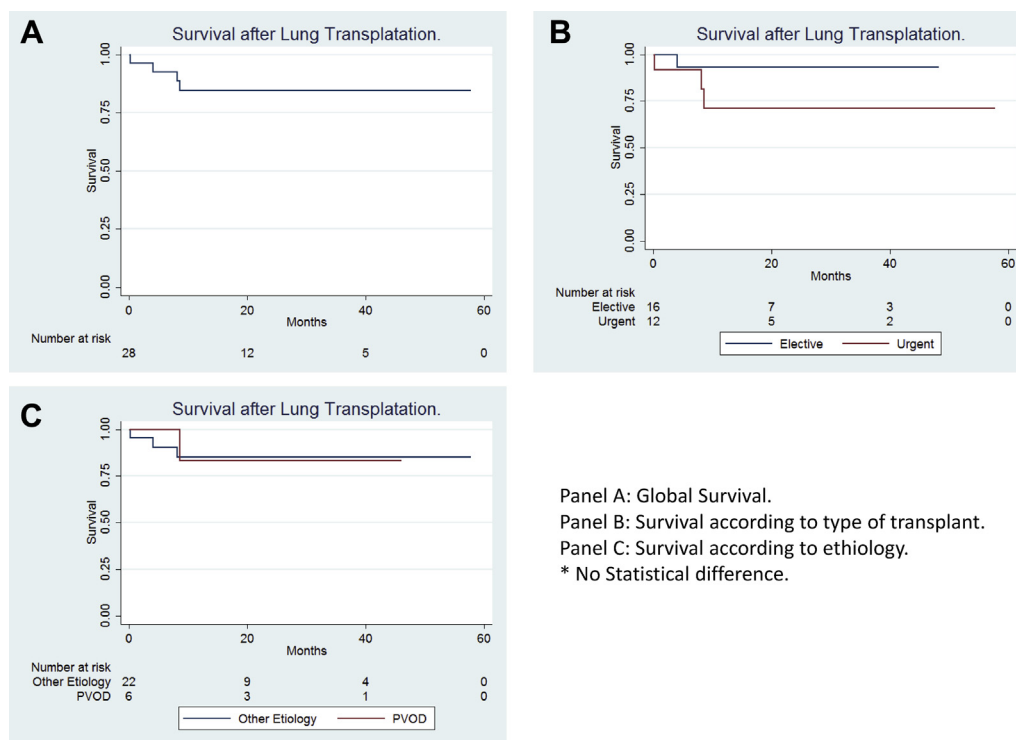 A
Survival after Lung Transplatation.
1.00
0.75
0.50
0.25
0.00
Survival
0 20 40 60
Months
Number at risk
28 12 5 0
B
Survival after Lung Transplatation.
1.00
0.75
0.50
0.25
0.00
Survival
0 20 40 60
Months
Number at risk
Elective 16 7 3 0
Urgent 12 5 2 0
Elective Urgent
C
Survival after Lung Transplatation.
1.00
0.75
0.50
0.25
0.00
Survival
0 20 40 60
Months
Number at risk
Other Etiology 22 9 4 0
PVOD 6 3 1 0
Other Etiology PVOD
Panel A: Global Survival.
Panel B: Survival according to type of transplant.
Panel C: Survival according to ethiology.
* No Statistical difference.